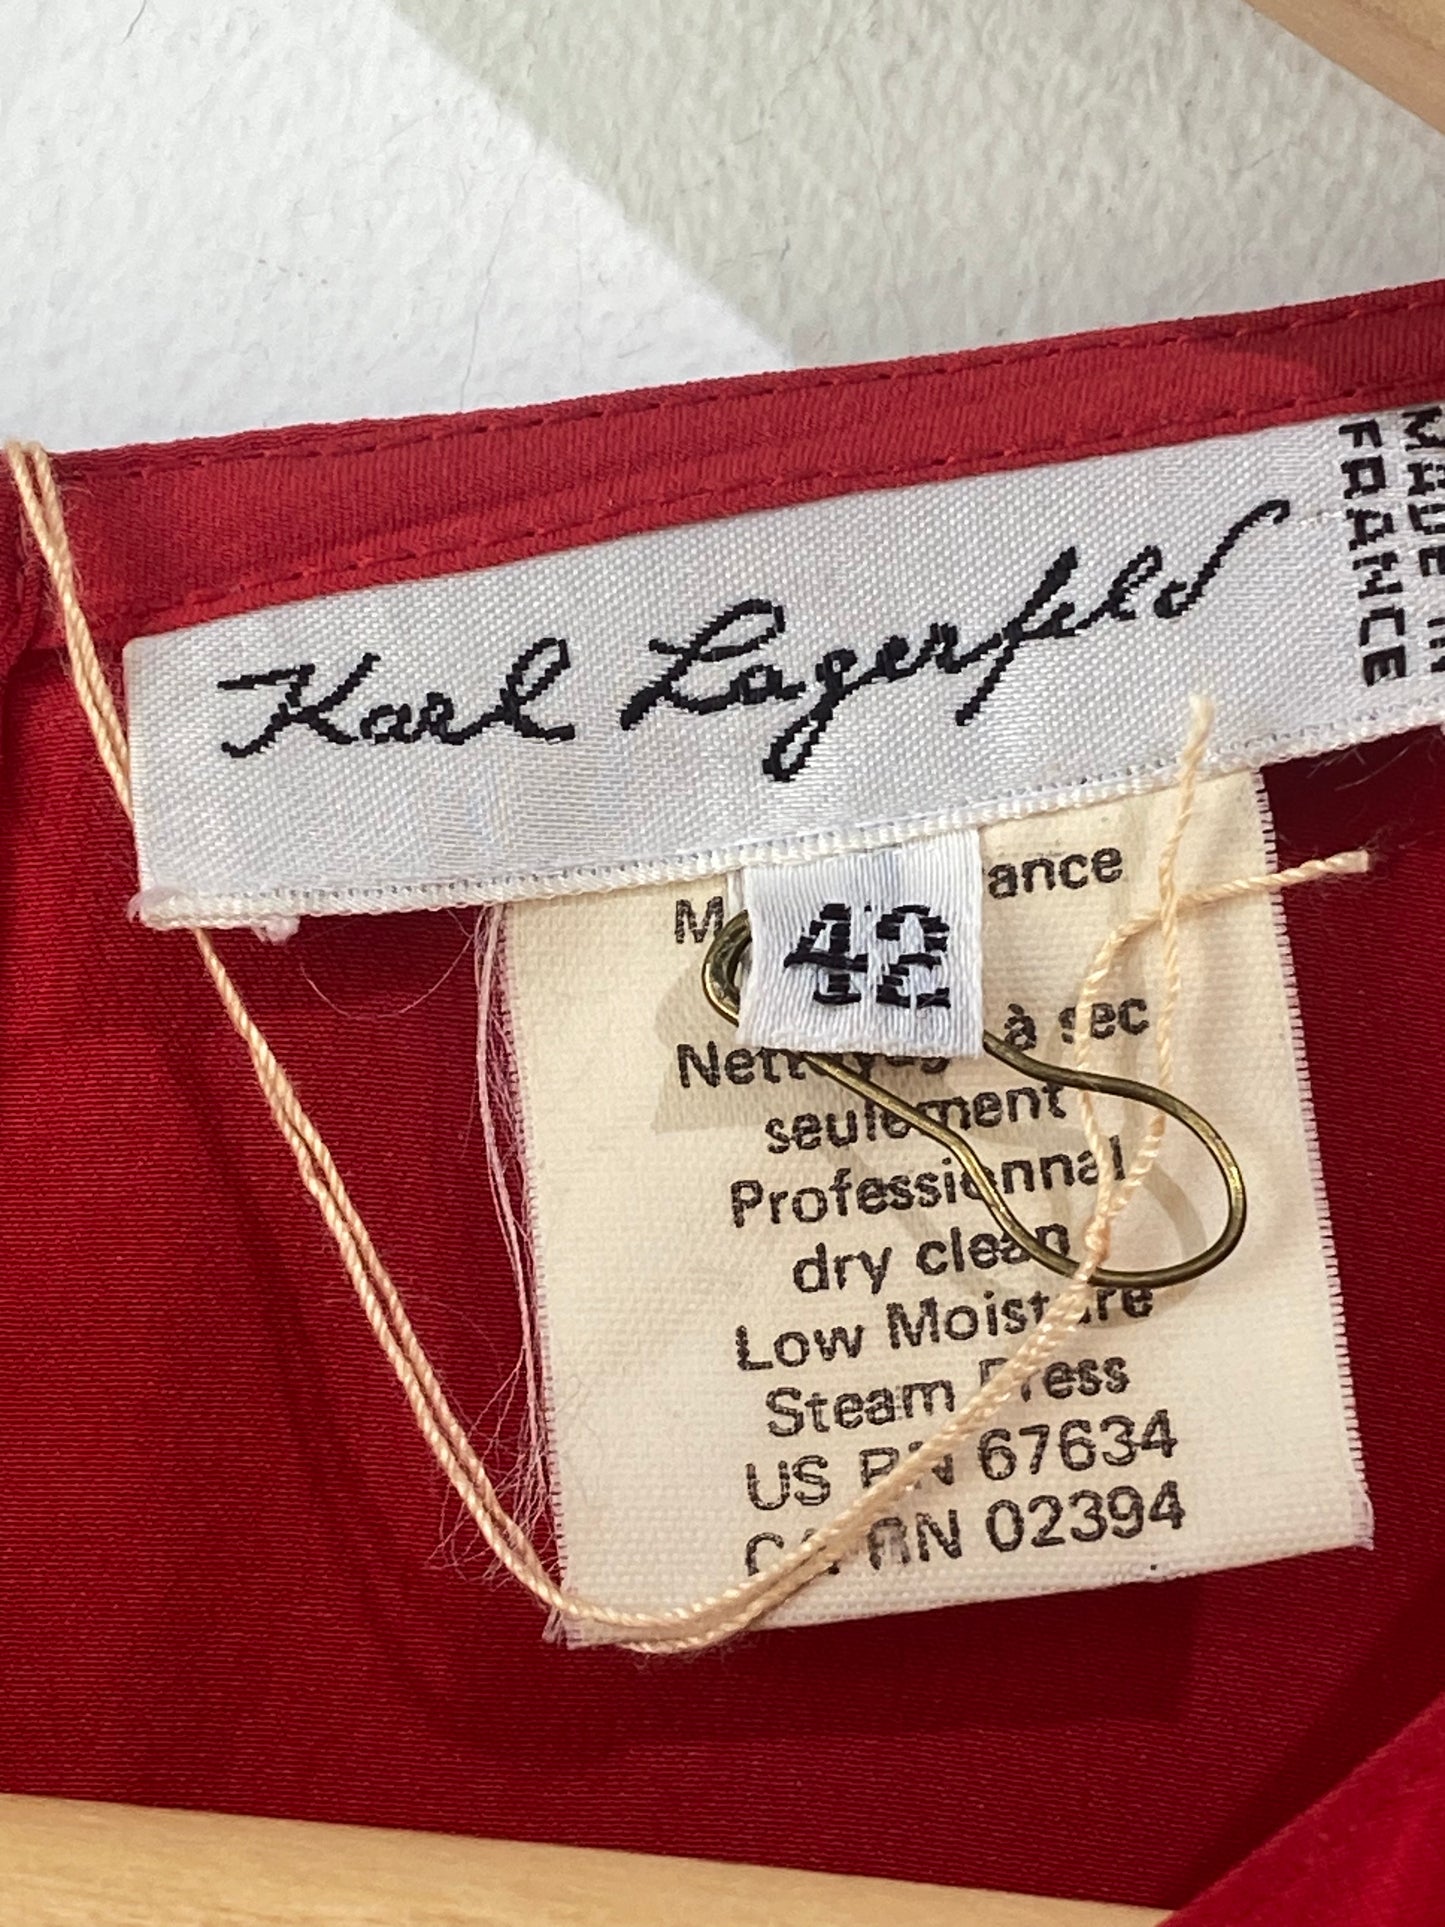 Karl Lagerfeld
MADE IN
FRANCE
42
à sec
seulement
Professionnal
dry clean
Low Moisture
Steam Press
US RN 67634
CA RN 02394